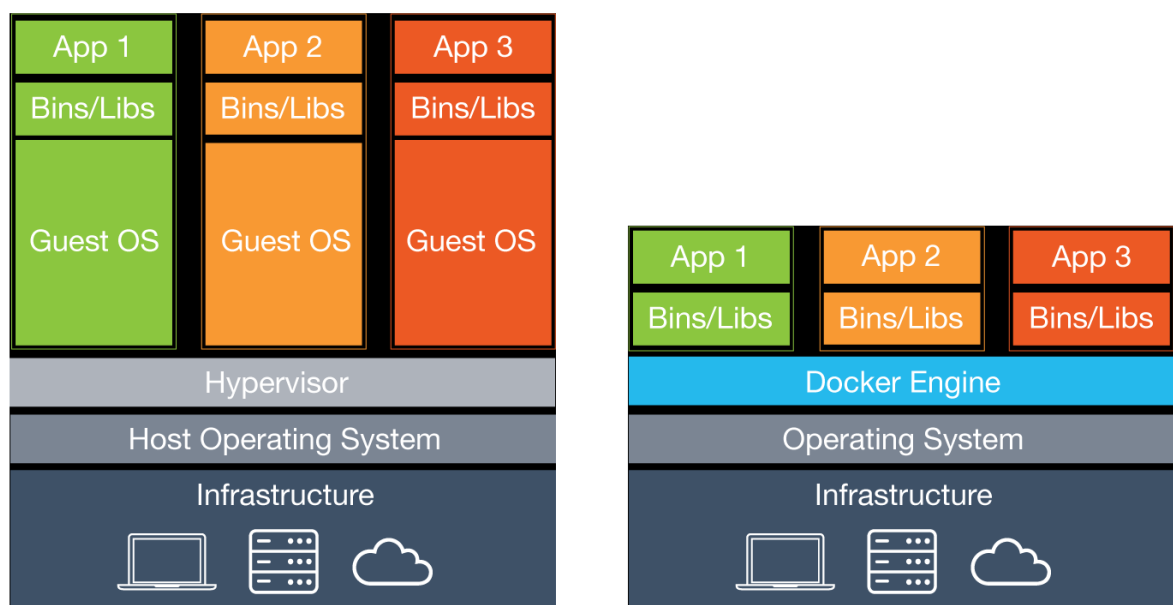 App 1
App 2
App 3
Bins/Libs
Bins/Libs
Bins/Libs
Guest OS
Guest OS
Guest OS
Hypervisor
Host Operating System
Infrastructure
App 1
App 2
App 3
Bins/Libs
Bins/Libs
Bins/Libs
Docker Engine
Operating System
Infrastructure